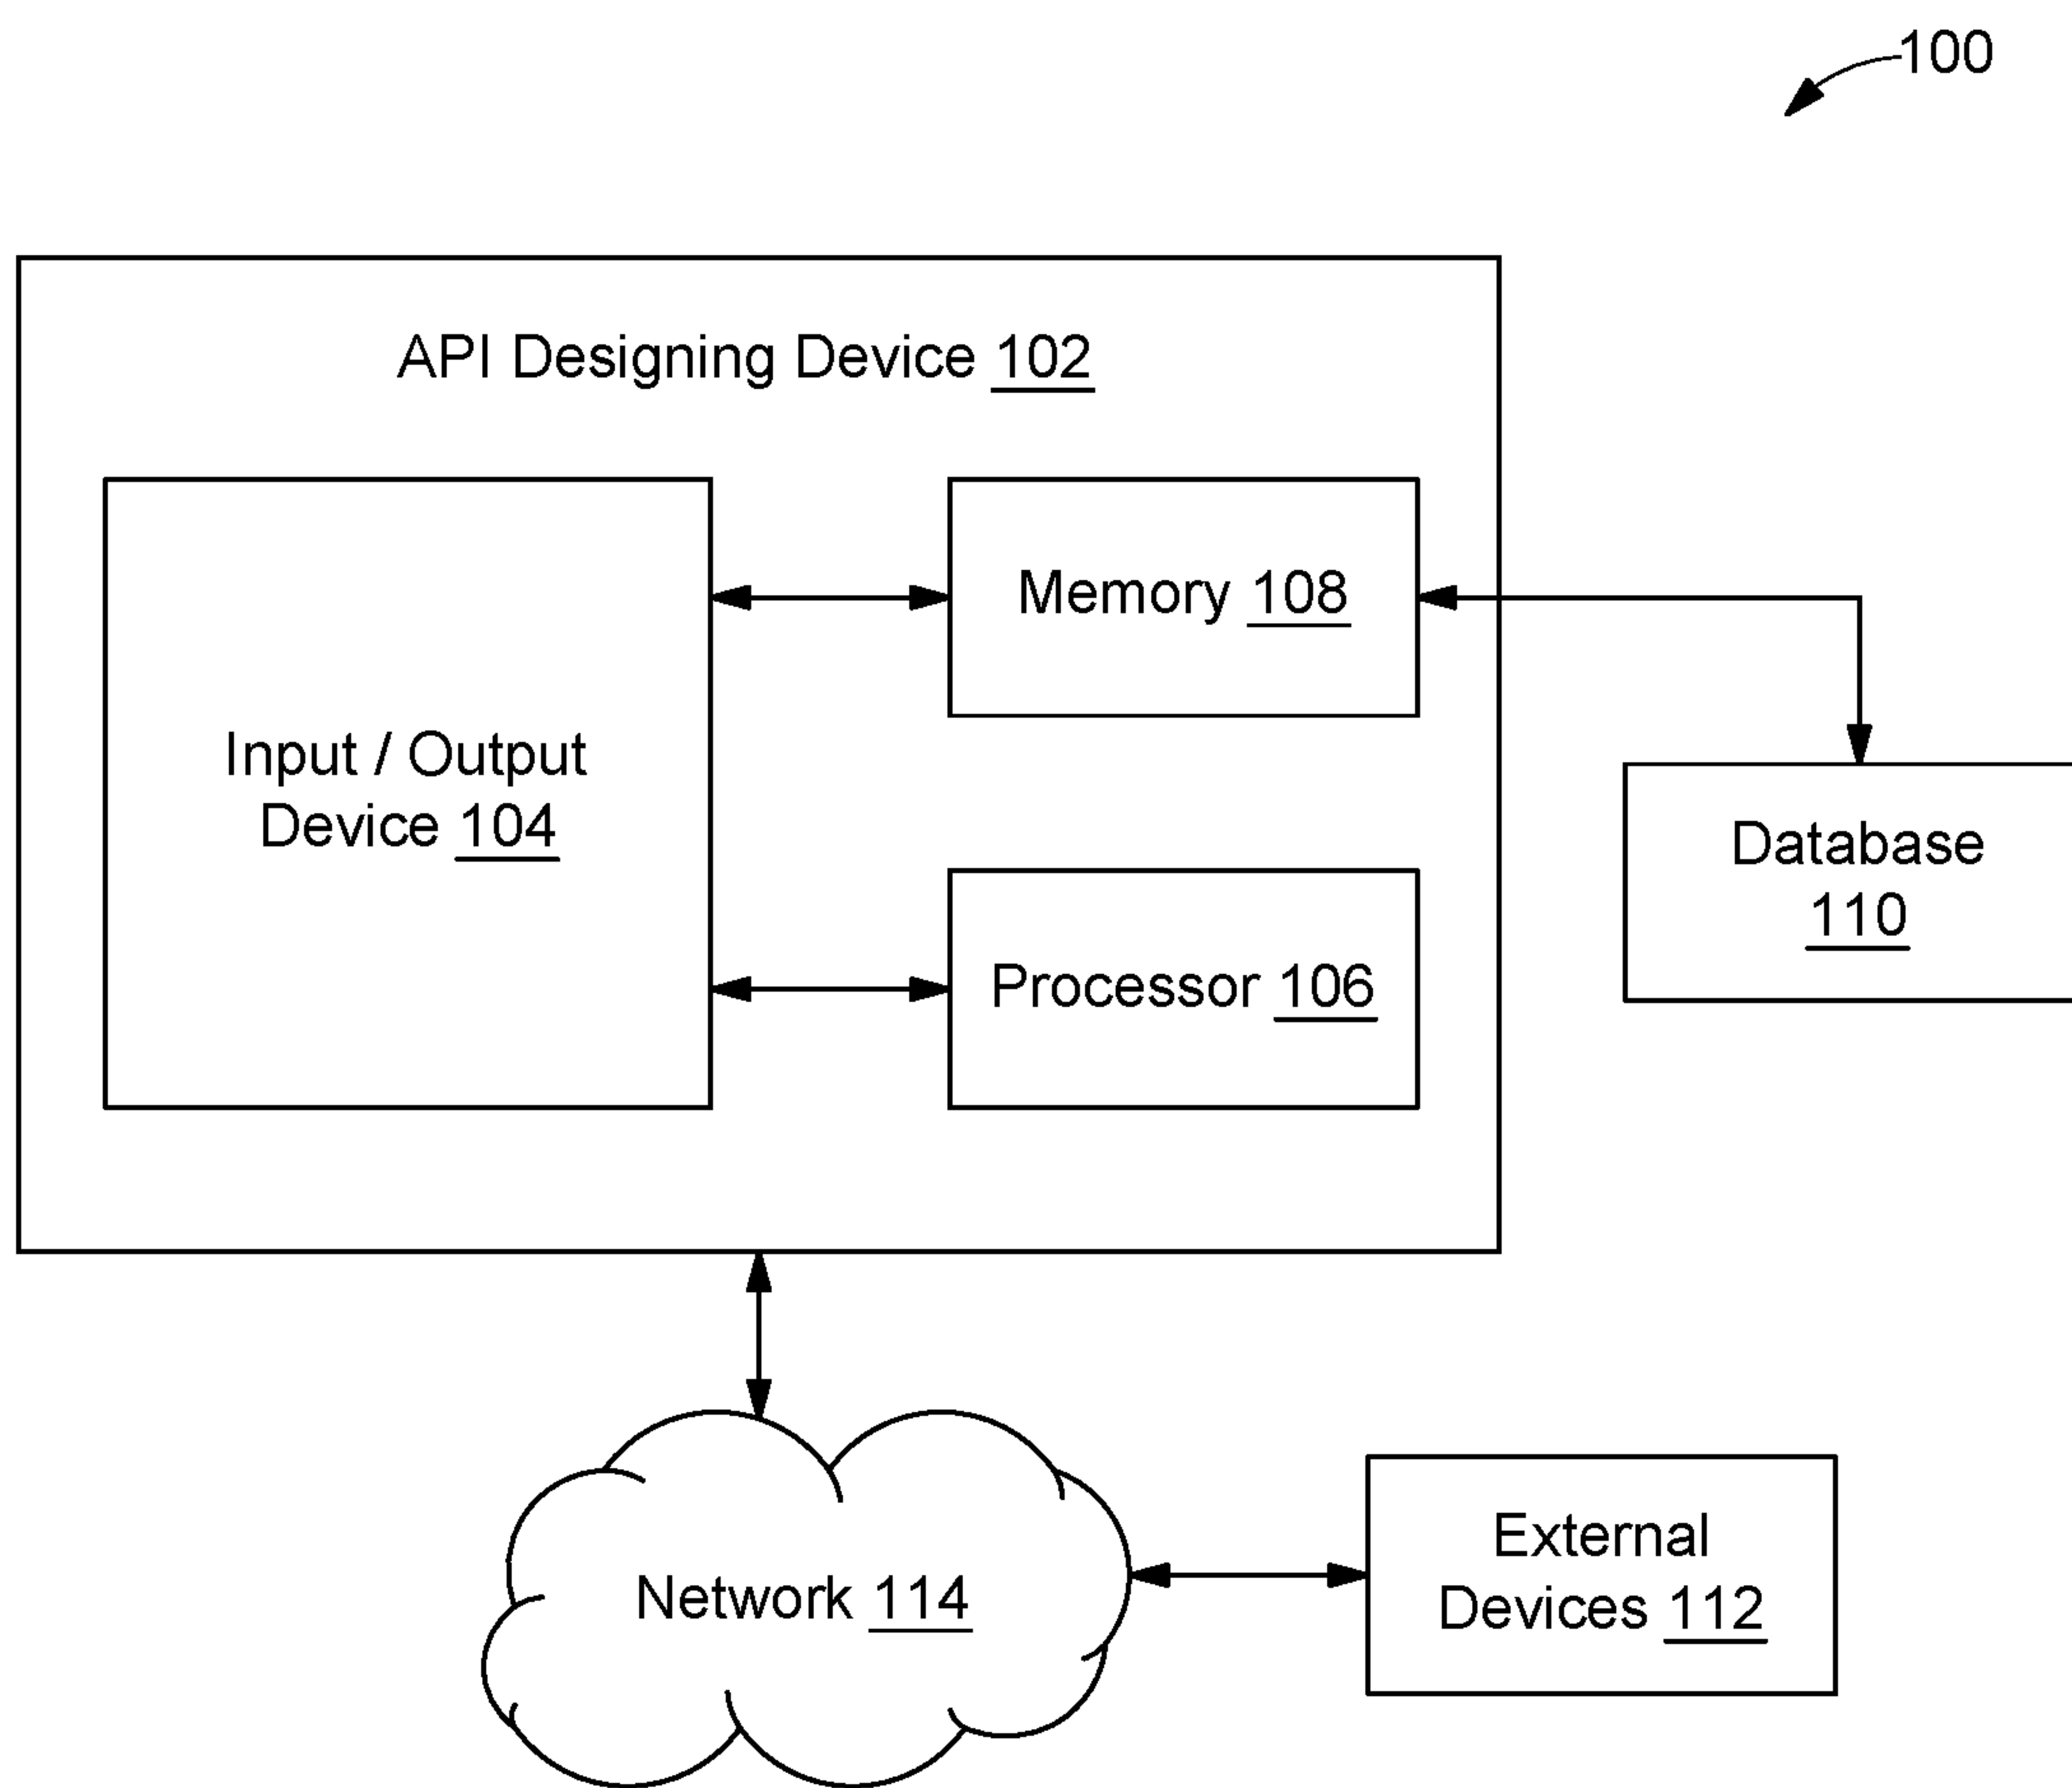 100
API Designing Device 102
Memory 108
Input / Output
Device 104
Database
110
Processor 106
External
Devices 112
Network 114